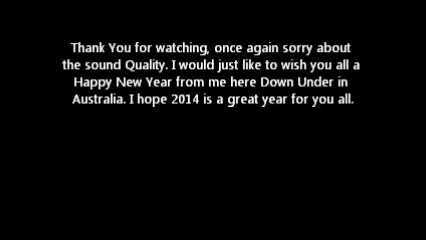 Thank You for watching, once again sorry about
the sound Quality. I would just like to wish you all a
Happy New Year from me here Down Under in
Australia. I hope 2014 is a great year for you all.